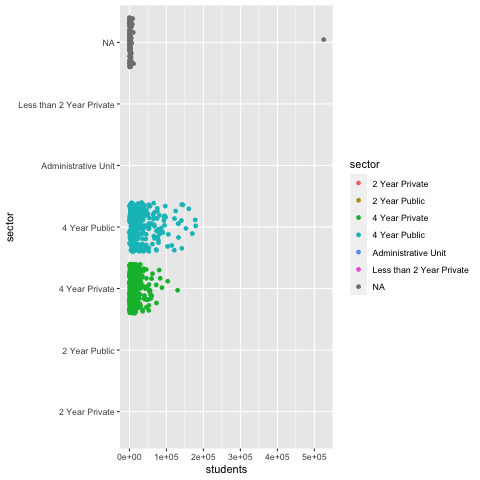 NA
Less than 2 Year Private
Administrative Unit
4 Year Public
4 Year Private
2 Year Public
2 Year Private
sector
0e+00 1e+05 2e+05 3e+05 4e+05 5e+05
students
sector
2 Year Private
2 Year Public
4 Year Private
4 Year Public
Administrative Unit
Less than 2 Year Private
NA